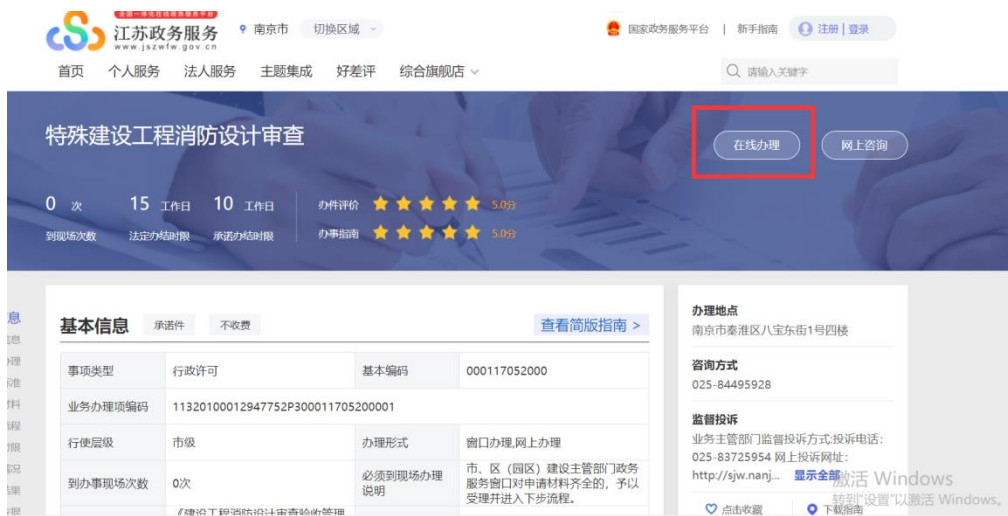 全国一体化在线政务服务平台
江苏政务服务
www.jszwfw.gov.cn
南京市
切换区域
国家政务服务平台 | 新手指南
注册 | 登录
首页 个人服务 法人服务 主题集成 好差评 综合旗舰店
请输入关键字
特殊建设工程消防设计审查
在线办理
网上咨询
0 次
15 工作日
10 工作日
办件评价
5.0分
到现场次数
法定办结时限
承诺办结时限
办事指南
5.0分
基本信息
承诺件
不收费
查看简版指南 >
事项类型
行政许可
基本编码
000117052000
业务办理项编码
11320100012947752P300011705200001
行使层级
市级
办理形式
窗口办理,网上办理
到办事现场次数
0次
必须到现场办理
说明
市、区（园区）建设主管部门政务
服务窗口对申请材料齐全的，予以
受理并进入下步流程。
《建设工程消防设计审查验收管理
办理地点
南京市秦淮区八宝东街1号四楼
咨询方式
025-84495928
监督投诉
业务主管部门监督投诉方式:投诉电话：
025-83725954 网上投诉网址：
http://sjw.nanj... 显示全部
点击收藏
下载指南
激活 Windows
转到"设置"以激活 Windows。